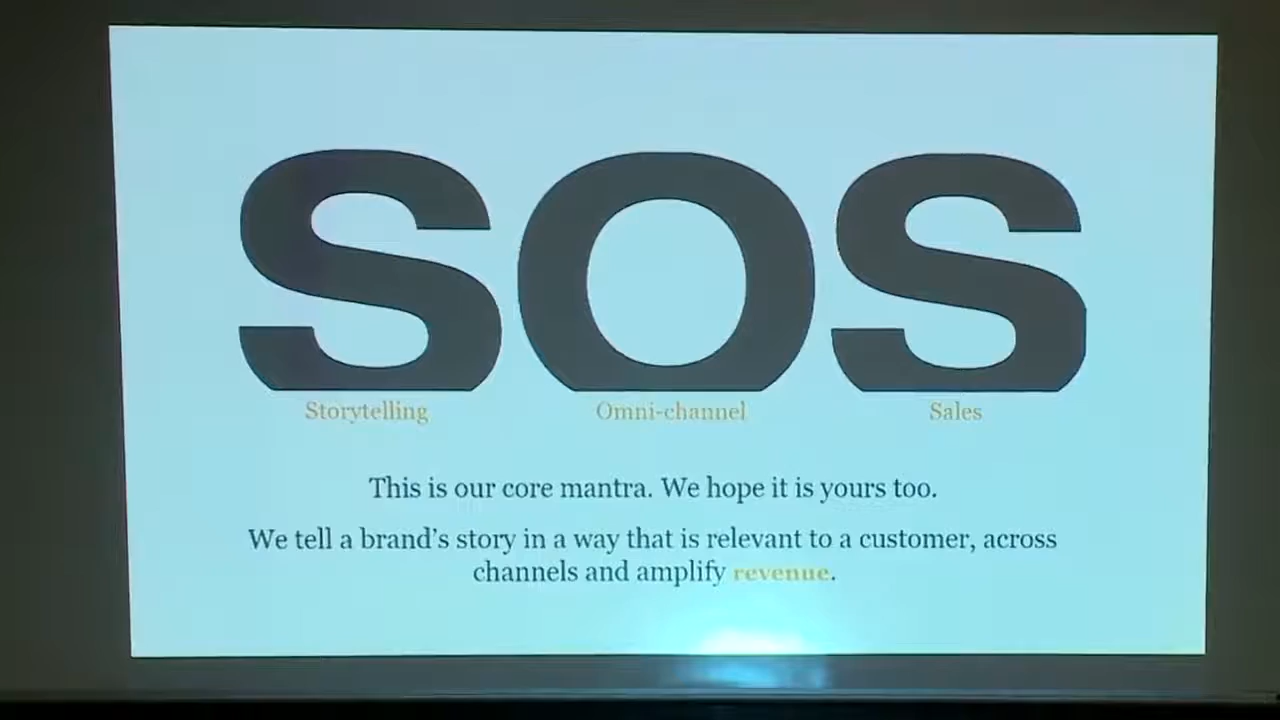 SOS
Storytelling Omni-channel Sales
This is our core mantra. We hope it is yours too.
We tell a brand's story in a way that is relevant to a customer, across
channels and amplify revenue.